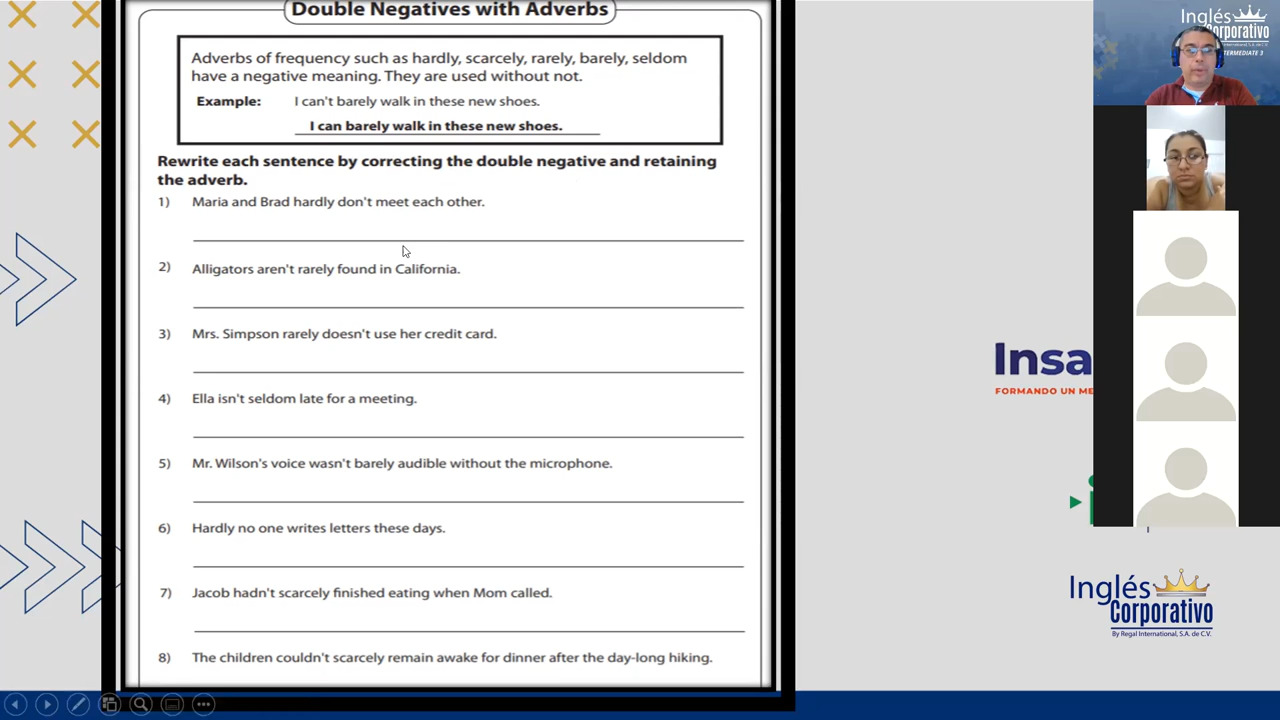 Double Negatives with Adverbs
Adverbs of frequency such as hardly, scarcely, rarely, barely, seldom
have a negative meaning. They are used without not.
Example: I can't barely walk in these new shoes.
I can barely walk in these new shoes.
Rewrite each sentence by correcting the double negative and retaining
the adverb.
1) Maria and Brad hardly don't meet each other.
2) Alligators aren't rarely found in California.
3) Mrs. Simpson rarely doesn't use her credit card.
4) Ella isn't seldom late for a meeting.
5) Mr. Wilson's voice wasn't barely audible without the microphone.
6) Hardly no one writes letters these days.
7) Jacob hadn't scarcely finished eating when Mom called.
8) The children couldn't scarcely remain awake for dinner after the day-long hiking.
Inglés
Corporativo
TERMEDIATE 3
Insa
FORMANDO UN ME
Inglés
Corporativo
By Regal International, S.A. de C.V.